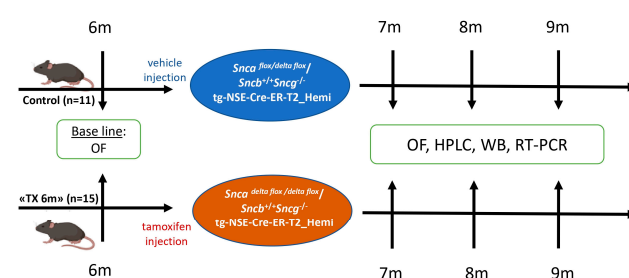 6m
7m 8m 9m
vehicle
injection
Snca flox/delta flox/
Sncb+/+Sncg-/-
tg-NSE-Cre-ER-T2_Hemi
Control (n=11)
Base line:
OF
OF, HPLC, WB, RT-PCR
«TX 6m» (n=15)
tamoxifen
injection
Snca delta flox /delta flox/
Sncb+/+Sncg-/-
tg-NSE-Cre-ER-T2_Hemi
6m
7m 8m 9m